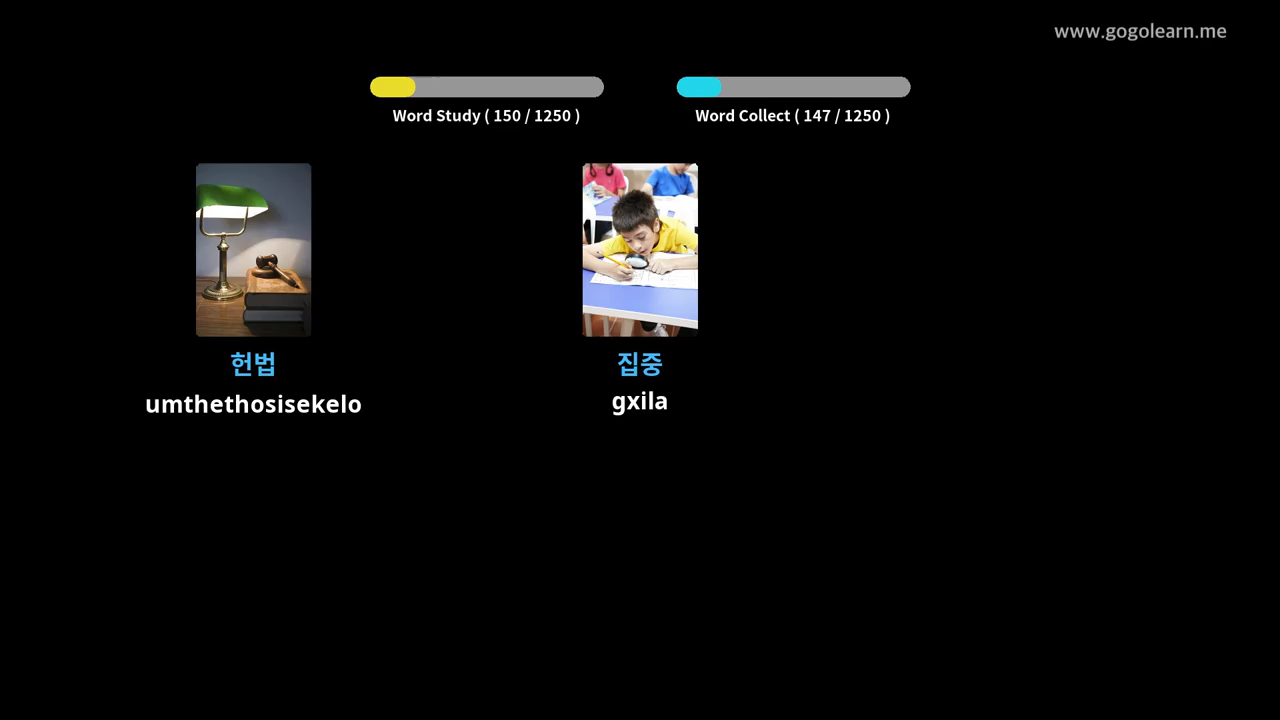 www.gogolearn.me
Word Study ( 150 / 1250 )
Word Collect ( 147 / 1250 )
헌법
umthethosisekelo
집중
gxila